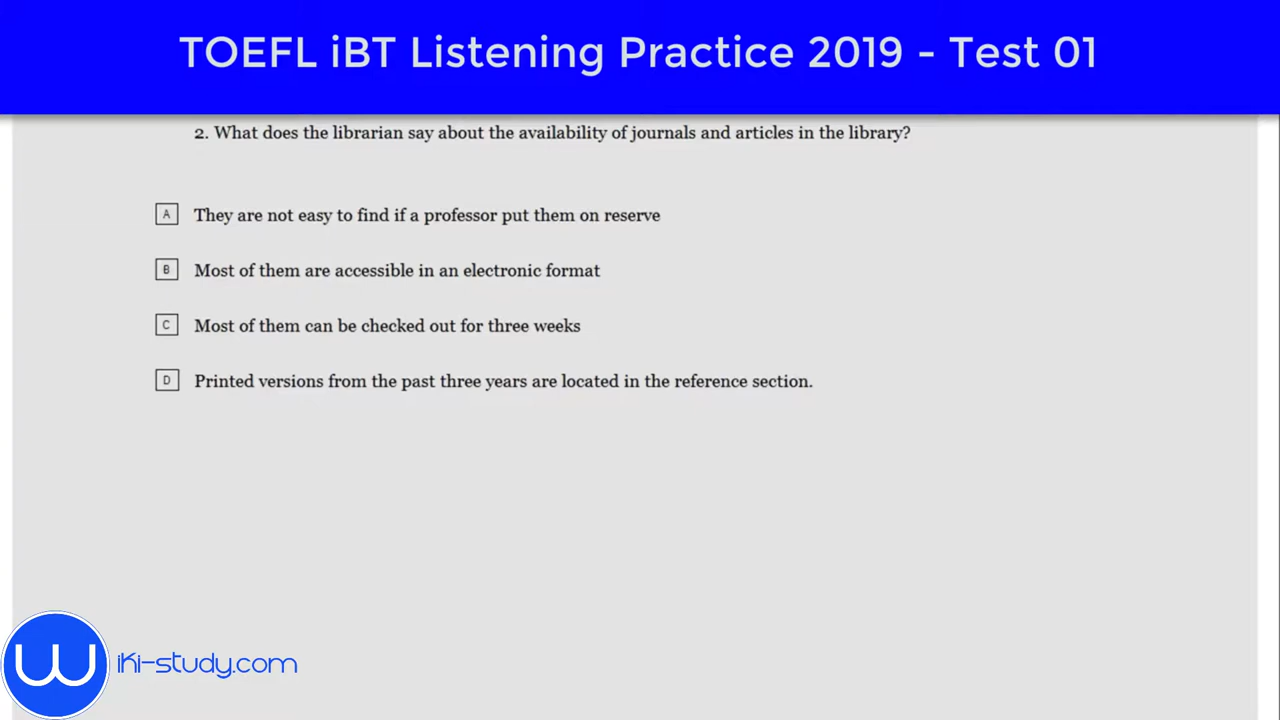 TOEFL iBT Listening Practice 2019 - Test 01
2. What does the librarian say about the availability of journals and articles in the library?
A They are not easy to find if a professor put them on reserve
B Most of them are accessible in an electronic format
C Most of them can be checked out for three weeks
D Printed versions from the past three years are located in the reference section.
Wiki-study.com